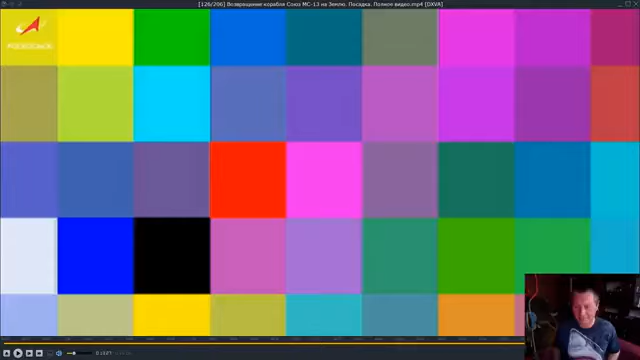 [126/206] Возвращение корабля Союз МС-13 на Землю. Посадка. Полное видео.mp4 [DXVA]
РОСКОСМОС